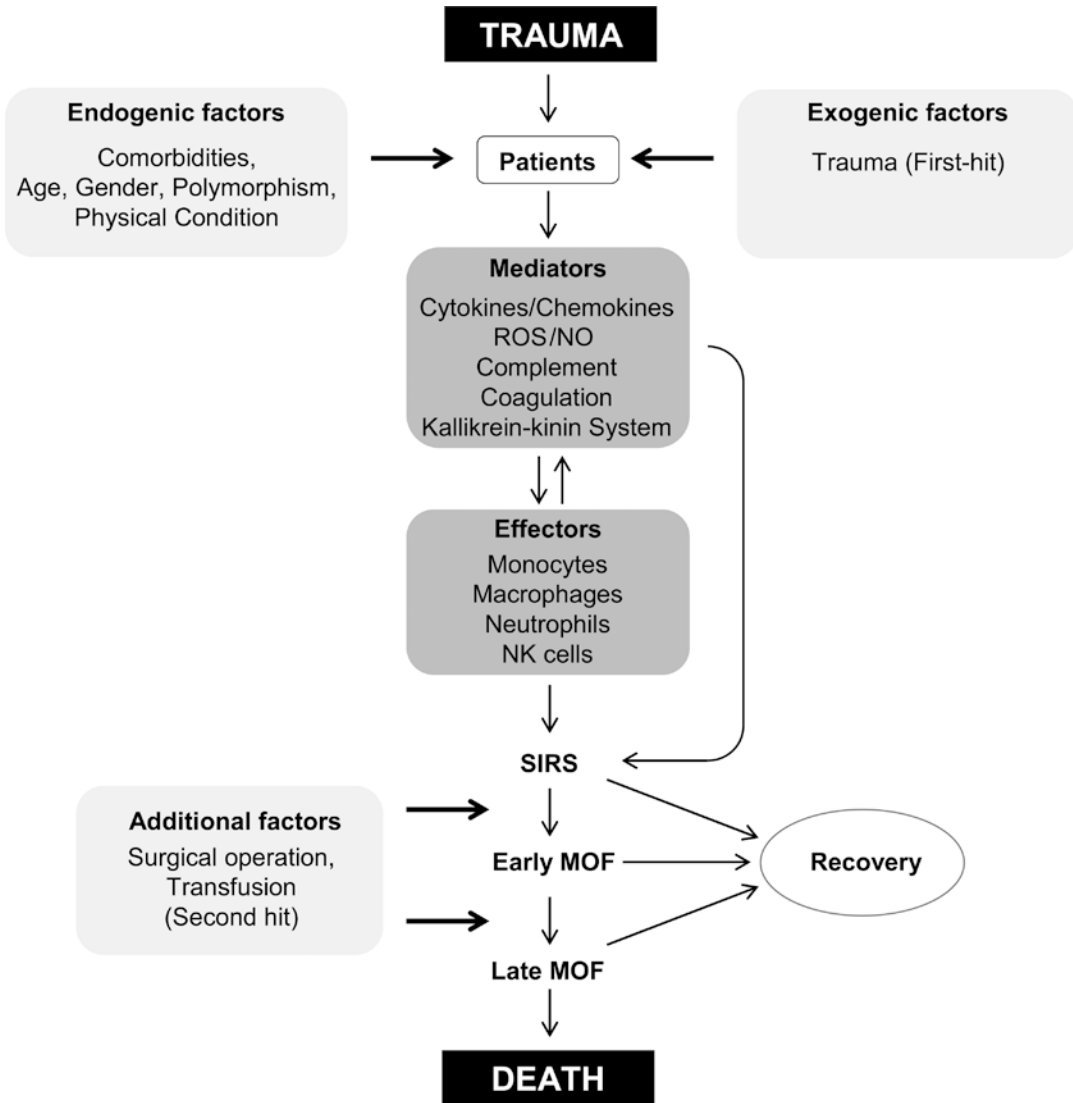 TRAUMA
Endogenic factors
Comorbidities,
Age, Gender, Polymorphism,
Physical Condition
Patients
Exogenic factors
Trauma (First-hit)
Mediators
Cytokines/Chemokines
ROS/NO
Complement
Coagulation
Kallikrein-kinin System
Effectors
Monocytes
Macrophages
Neutrophils
NK cells
SIRS
Additional factors
Surgical operation,
Transfusion
(Second hit)
Early MOF
Recovery
Late MOF
DEATH